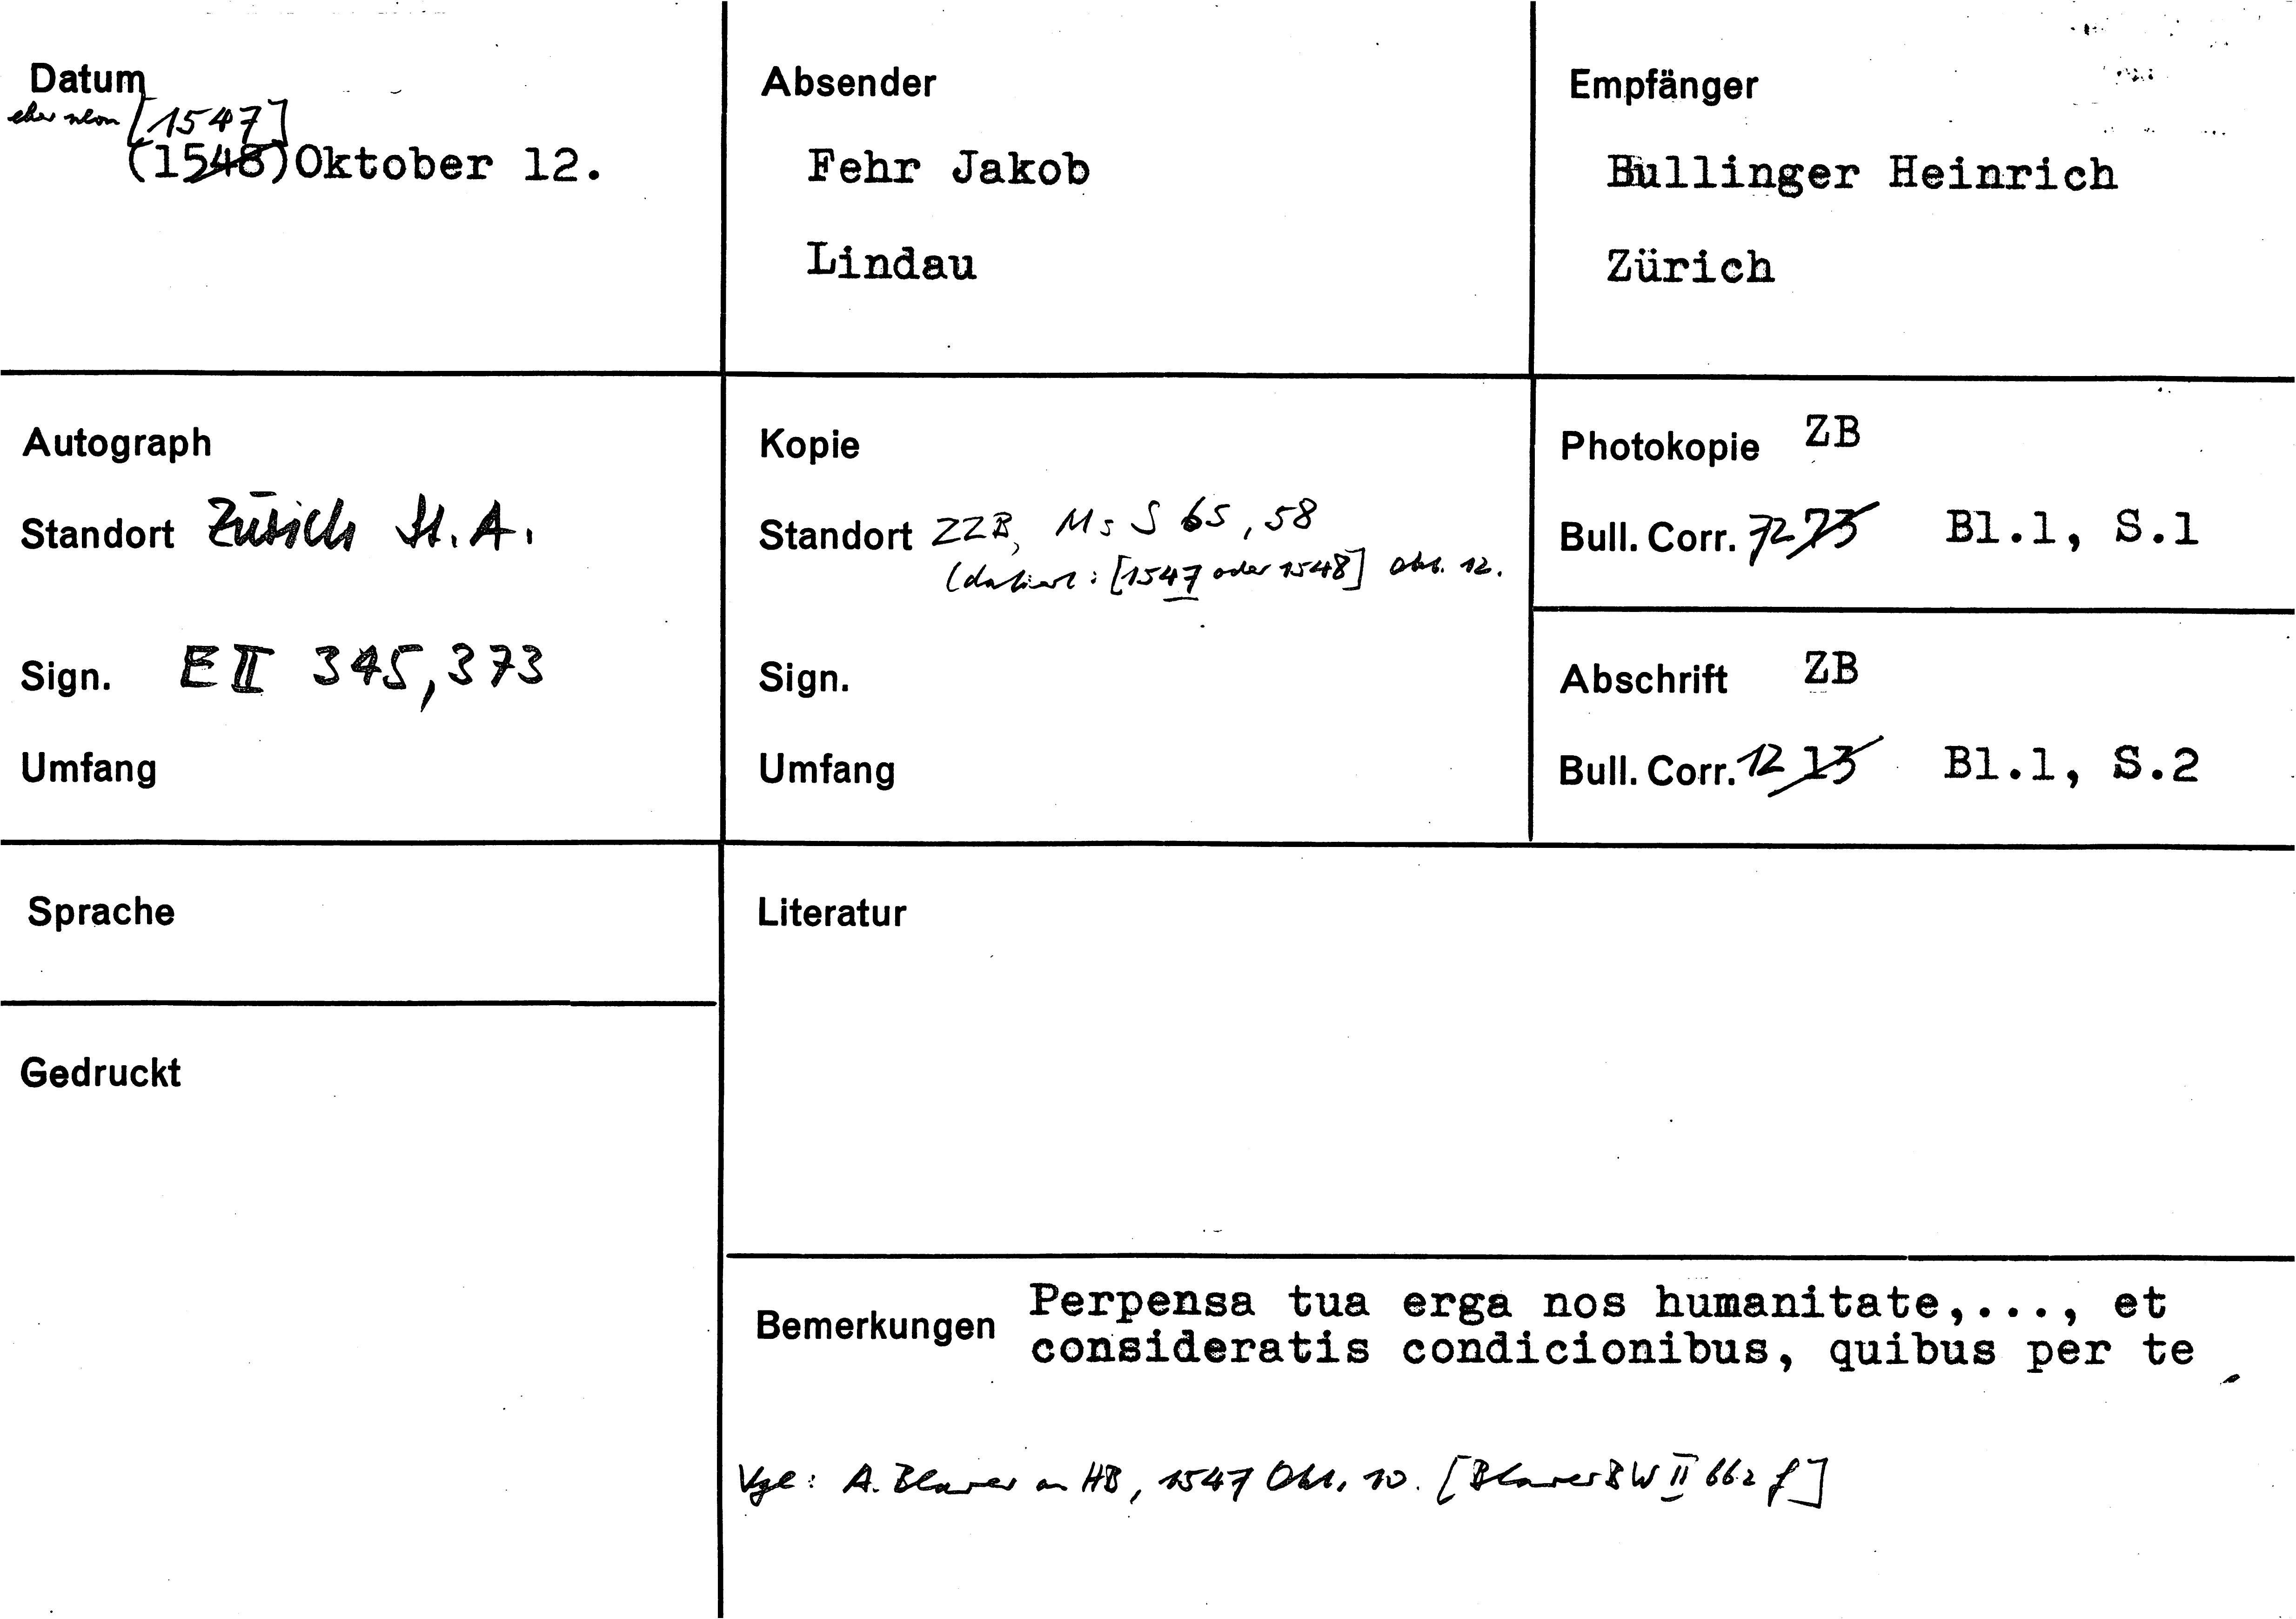 Datum
eher schon [1547]
(1548) Oktober 12.
Absender
Fehr Jakob
Lindau
Empfänger
Bullinger Heinrich
Zürich
Autograph
Standort Zürich St. A.
Sign. E II 345,373
Umfang
Kopie
Standort ZZB, Ms S 65, 58
(datiert: [1547 oder 1548] Okt. 12.
Sign.
Umfang
Photokopie ZB
Bull. Corr. 72 73 Bl.1, S.1
Abschrift ZB
Bull. Corr. 12 13 Bl.1, S.2
Sprache
Literatur
Gedruckt
Bemerkungen Perpensa tua erga nos humanitate,..., et
consideratis condicionibus, quibus per te
Vgl: A. Blarer an HB, 1547 Okt. 10. [Blarer BW II 662 f]